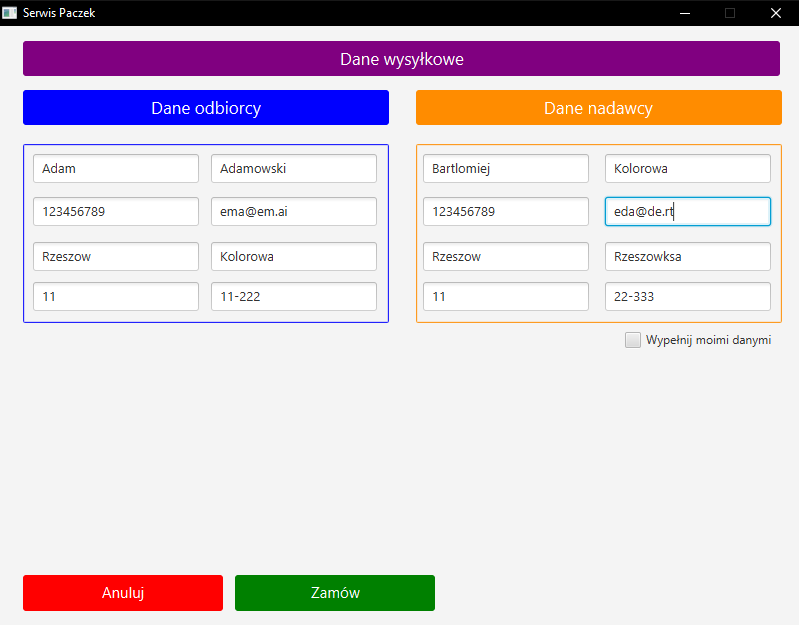 Serwis Paczek
Dane wysyłkowe
Dane odbiorcy
Adam Adamowski
123456789 ema@em.ai
Rzeszow Kolorowa
11 11-222
Dane nadawcy
Bartlomiej Kolorowa
123456789 eda@de.rt
Rzeszow Rzeszowksa
11 22-333
Wypełnij moimi danymi
Anuluj Zamów